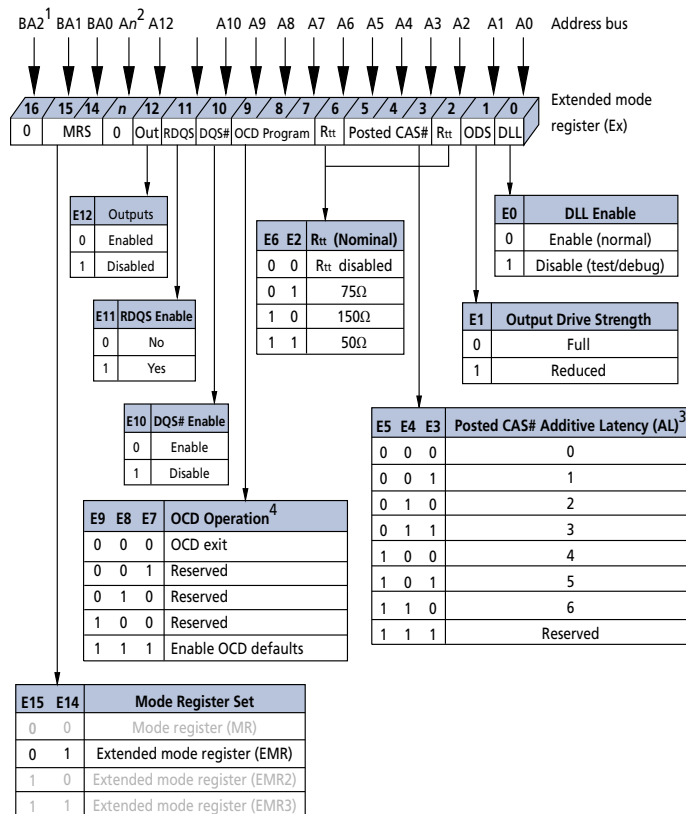 BA2 1 BA1 BA0 An 2 A12 A10 A9 A8 A7 A6 A5 A4 A3 A2 A1 A0 Address bus
16 15 14 n 12 11 10 9 8 7 6 5 4 3 2 1 0 Extended mode
register (Ex)
0 MRS 0 Out RDQS DQS# OCD Program Rtt Posted CAS# Rtt ODS DLL
E12 Outputs
0 Enabled
1 Disabled
E11 RDQS Enable
0 No
1 Yes
E10 DQS# Enable
0 Enable
1 Disable
E9 E8 E7 OCD Operation 4
0 0 0 OCD exit
0 0 1 Reserved
0 1 0 Reserved
1 0 0 Reserved
1 1 1 Enable OCD defaults
E15 E14 Mode Register Set
0 0 Mode register (MR)
0 1 Extended mode register (EMR)
1 0 Extended mode register (EMR2)
1 1 Extended mode register (EMR3)
E6 E2 Rtt (Nominal)
0 0 Rtt disabled
0 1 75Ω
1 0 150Ω
1 1 50Ω
E0 DLL Enable
0 Enable (normal)
1 Disable (test/debug)
E1 Output Drive Strength
0 Full
1 Reduced
E5 E4 E3 Posted CAS# Additive Latency (AL) 3
0 0 0 0
0 0 1 1
0 1 0 2
0 1 1 3
1 0 0 4
1 0 1 5
1 1 0 6
1 1 1 Reserved